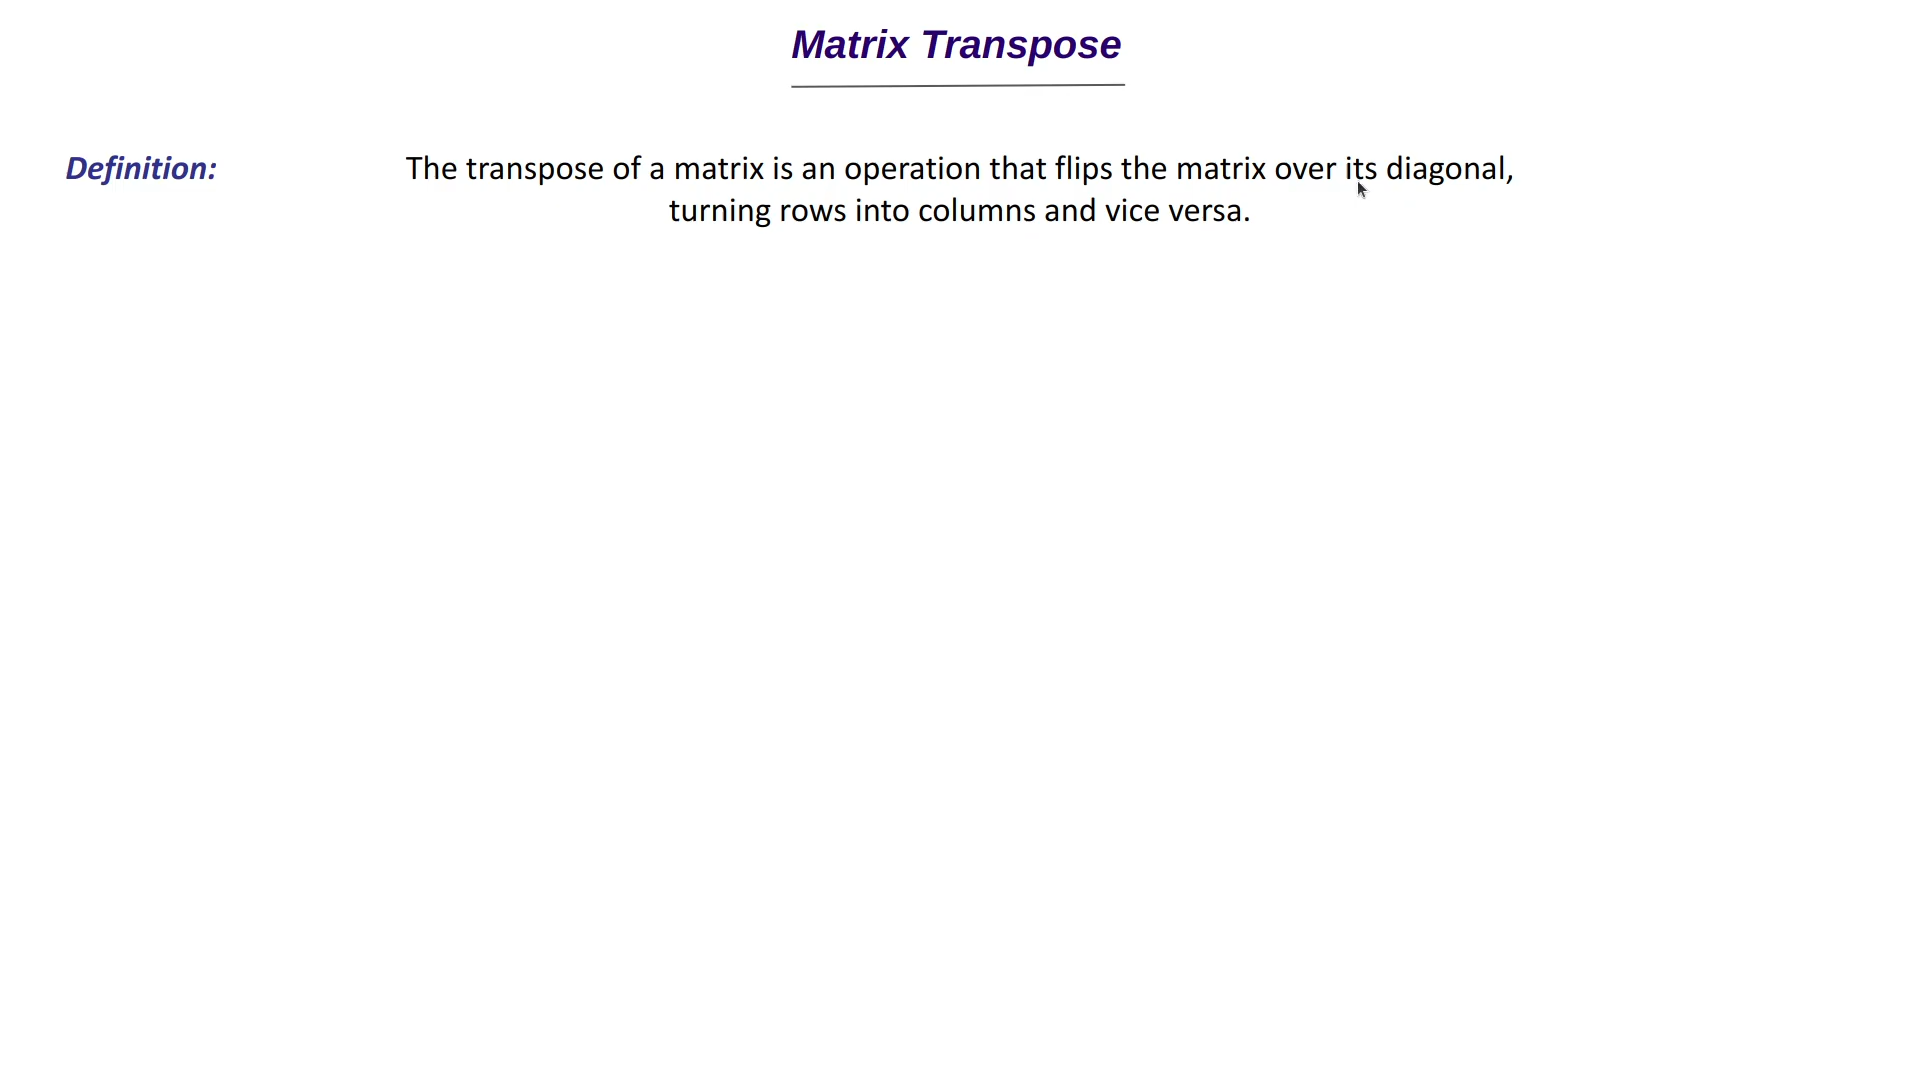 Matrix Transpose
Definition:
The transpose of a matrix is an operation that flips the matrix over its diagonal,
turning rows into columns and vice versa.